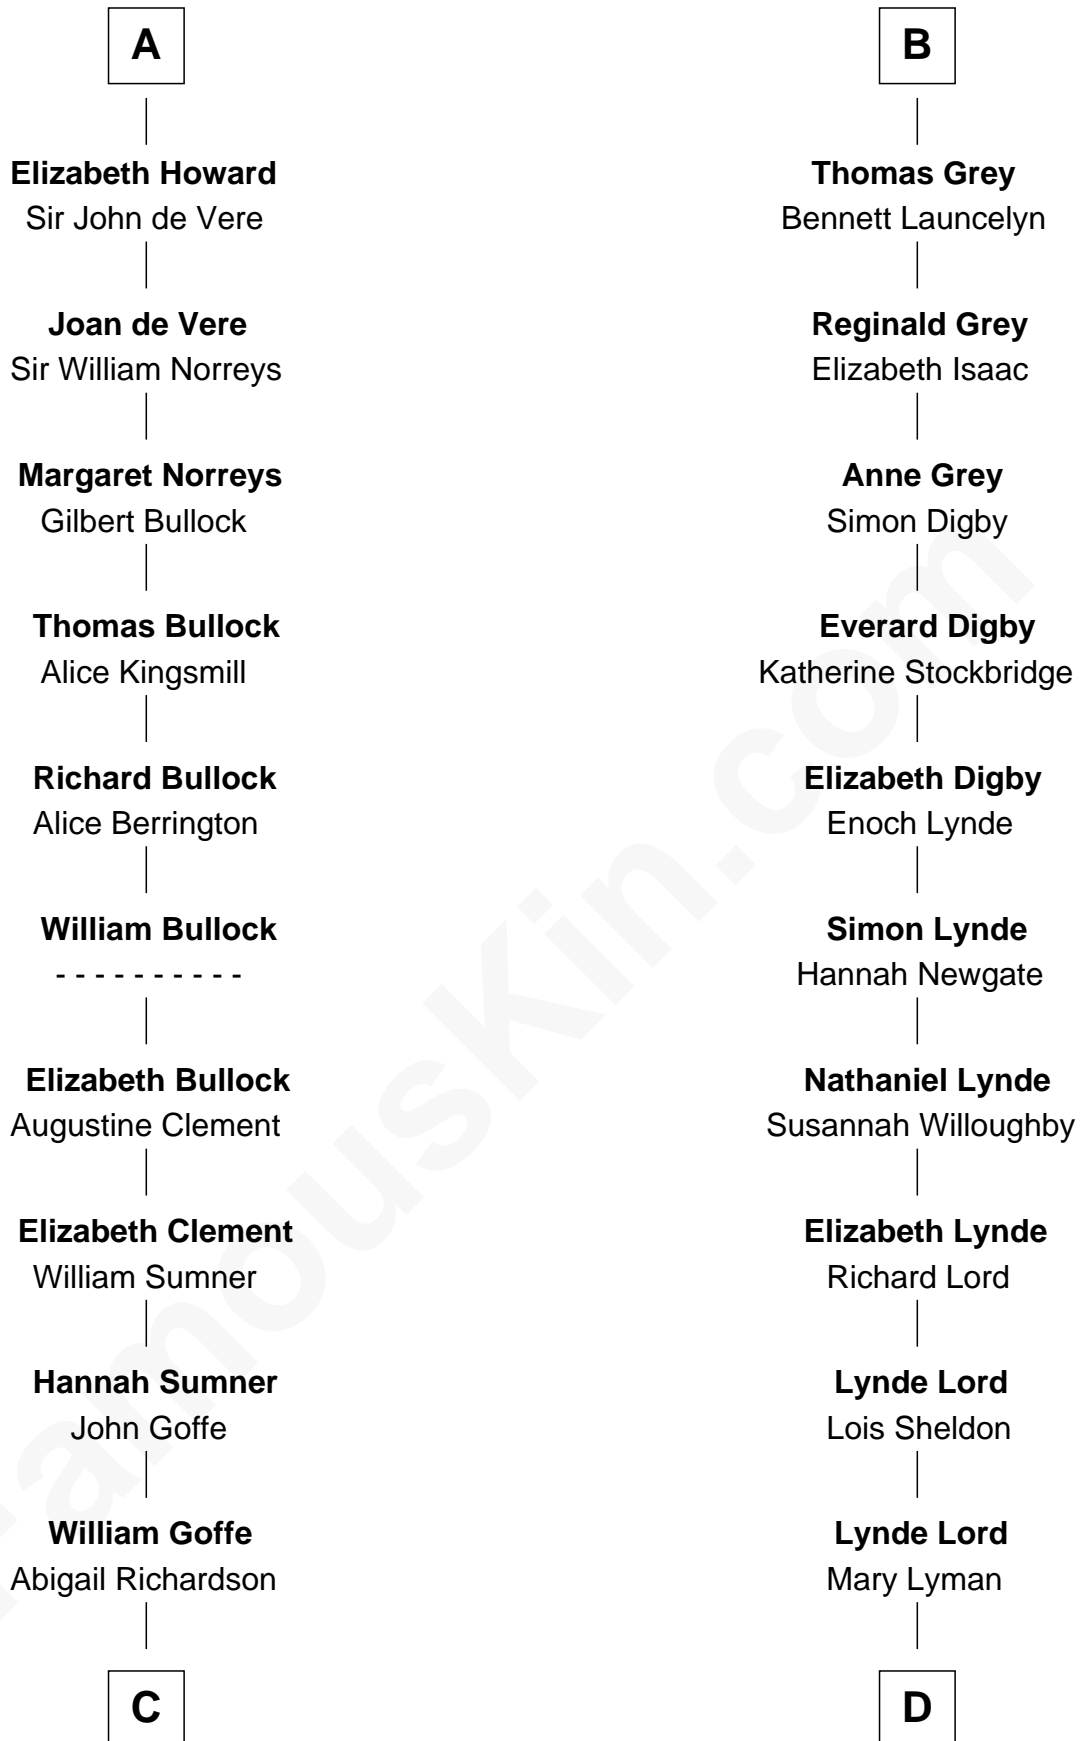 A
Elizabeth Howard
Sir John de Vere
Joan de Vere
Sir William Norreys
Margaret Norreys
Gilbert Bullock
Thomas Bullock
Alice Kingsmill
Richard Bullock
Alice Berrington
William Bullock
- - - - - - - - - -
Elizabeth Bullock
Augustine Clement
Elizabeth Clement
William Sumner
Hannah Sumner
John Goffe
William Goffe
Abigail Richardson
C
B
Thomas Grey
Bennett Launcelyn
Reginald Grey
Elizabeth Isaac
Anne Grey
Simon Digby
Everard Digby
Katherine Stockbridge
Elizabeth Digby
Enoch Lynde
Simon Lynde
Hannah Newgate
Nathaniel Lynde
Susannah Willoughby
Elizabeth Lynde
Richard Lord
Lynde Lord
Lois Sheldon
Lynde Lord
Mary Lyman
D
FamousKin.com